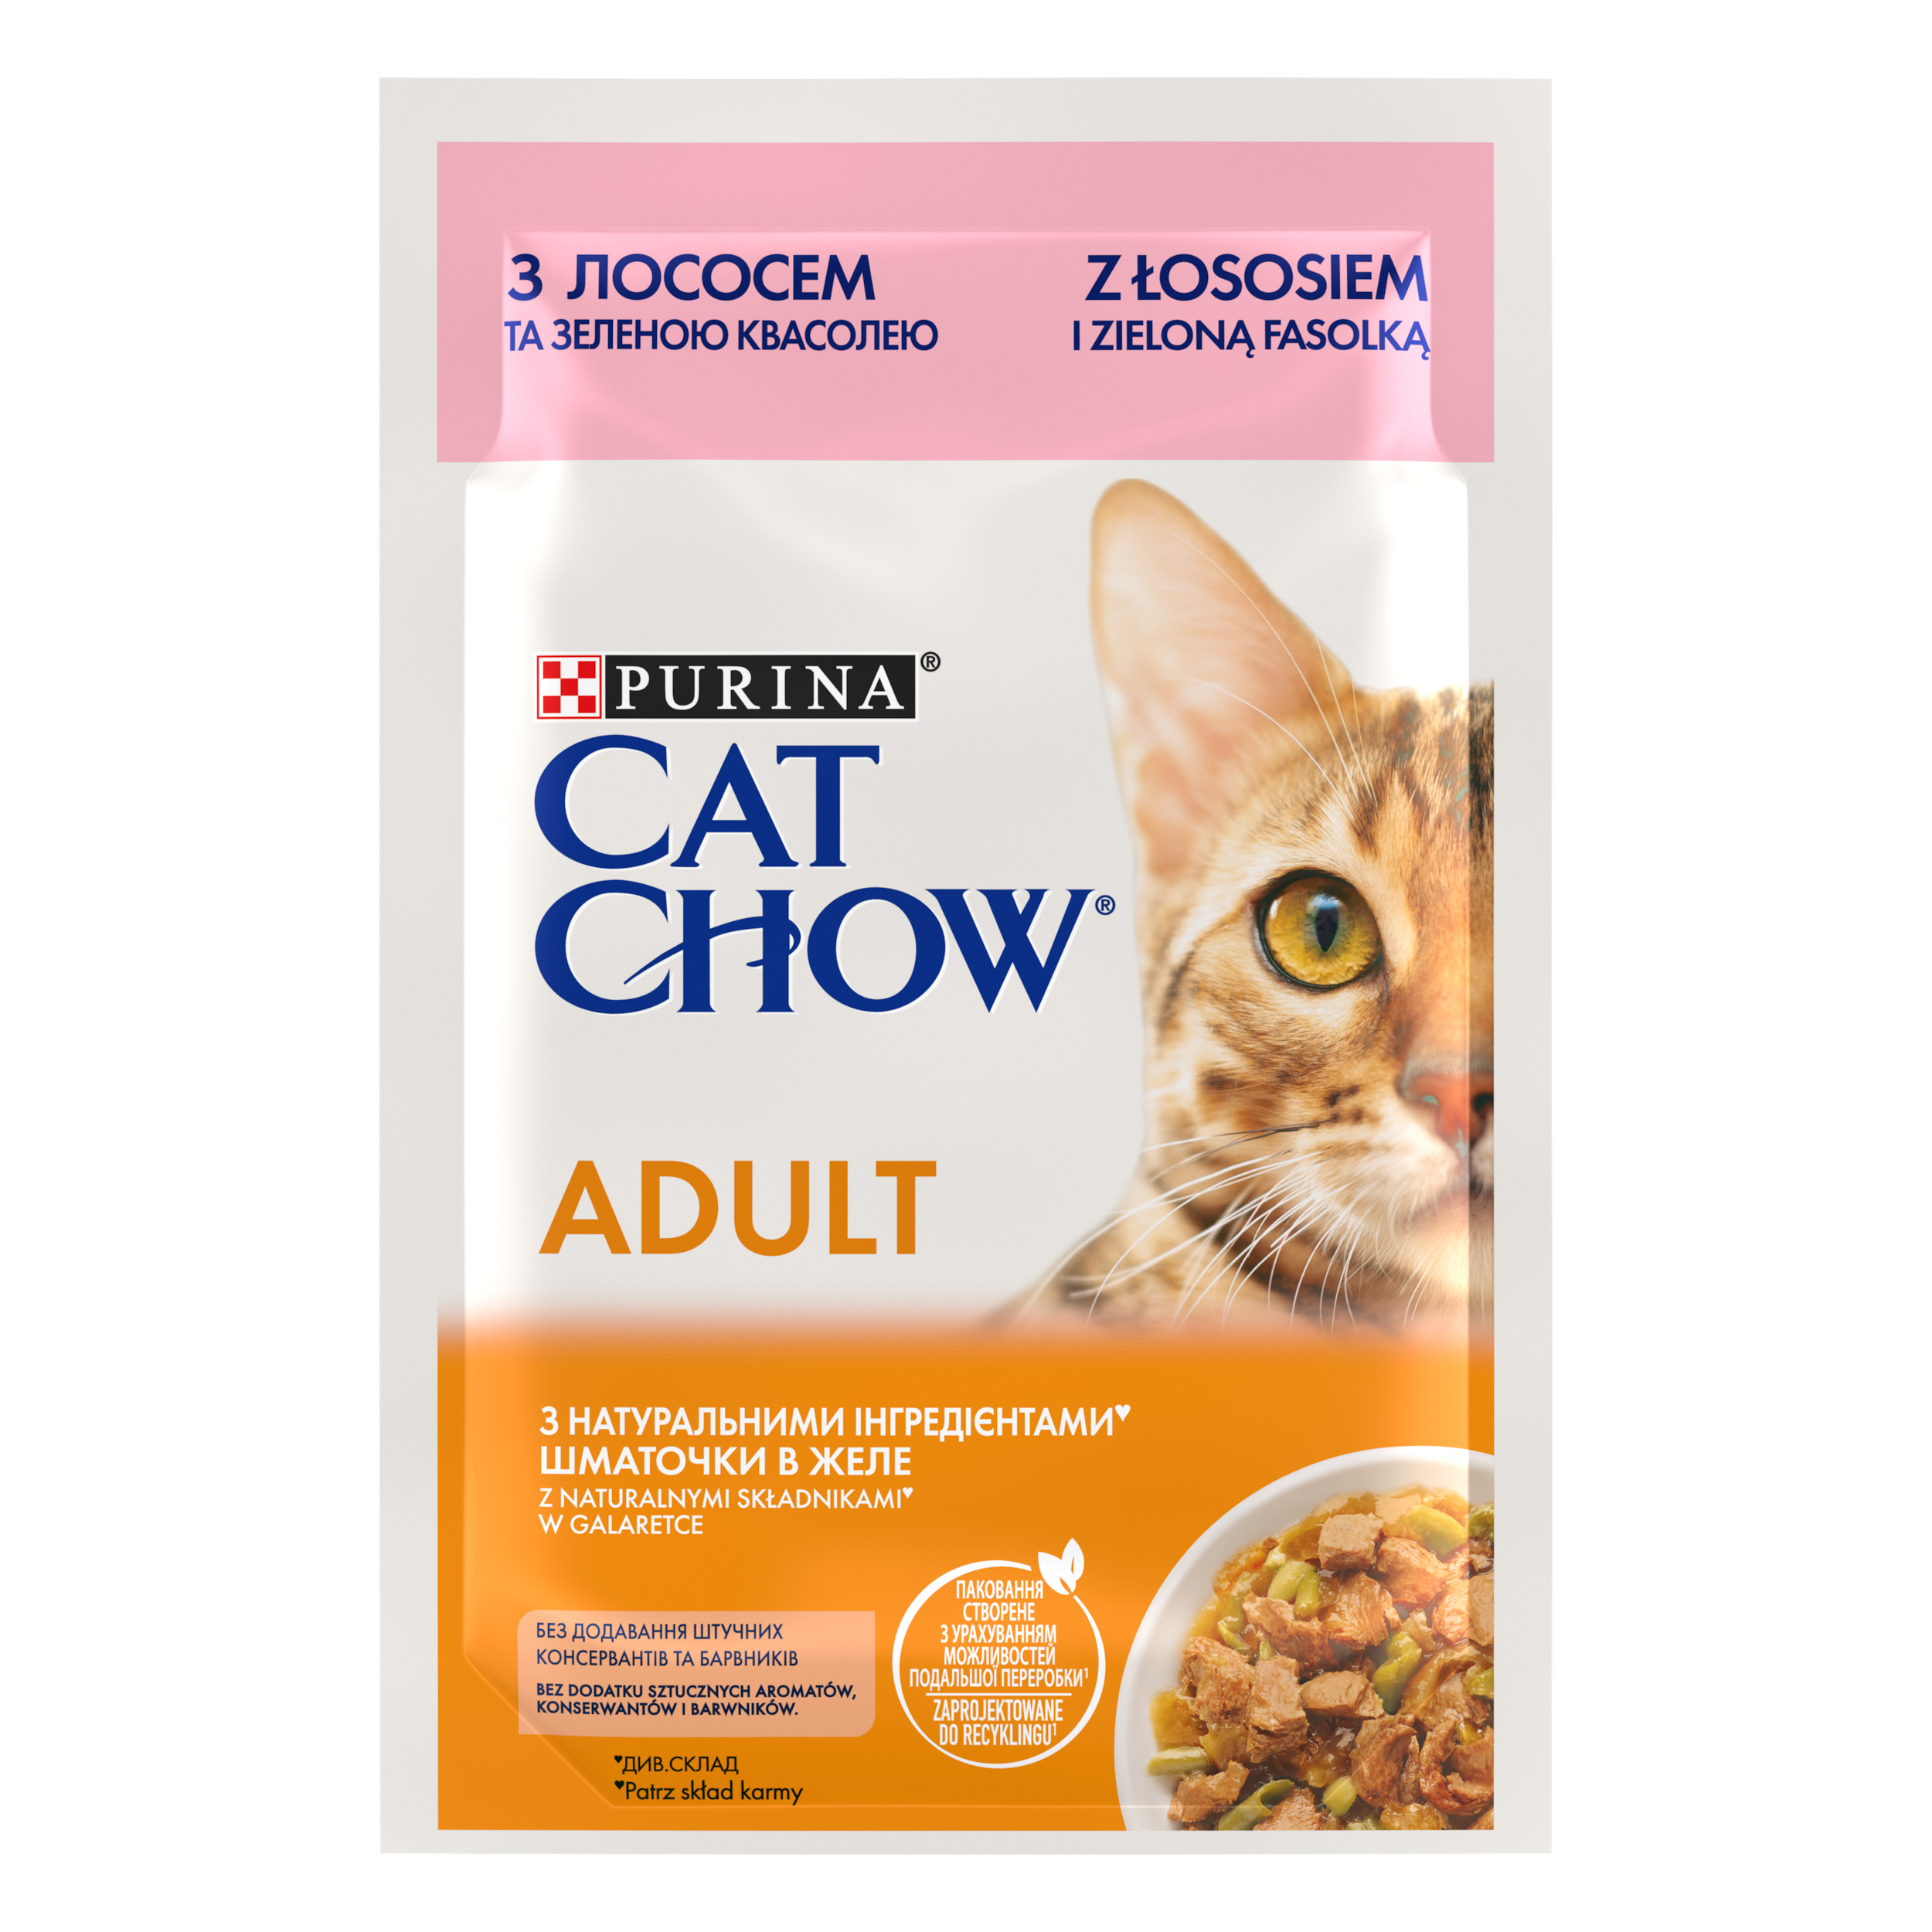 З ЛОСОСЕМ
ТА ЗЕЛЕНОЮ КВАСОЛЕЮ
Z ŁOSOSIEM
I ZIELONĄ FASOLKĄ
PURINA®
CAT
CHOW®
ADULT
З НАТУРАЛЬНИМИ ІНГРЕДІЄНТАМИ♥
ШМАТОЧКИ В ЖЕЛЕ
Z NATURALNYMI SKŁADNIKAMI♥
W GALARETCE
БЕЗ ДОДАВАННЯ ШТУЧНИХ
КОНСЕРВАНТІВ ТА БАРВНИКІВ
BEZ DODATKU SZTUCZNYCH AROMATÓW,
KONSERWANTÓW I BARWNIKÓW.
ПАКОВАННЯ
СТВОРЕНЕ
З УРАХУВАННЯМ
МОЖЛИВОСТЕЙ
ПОДАЛЬШОЇ ПЕРЕРОБКИ¹
ZAPROJEKTOWANE
DO RECYKLINGU¹
♥ДИВ.СКЛАД
♥Patrz skład karmy